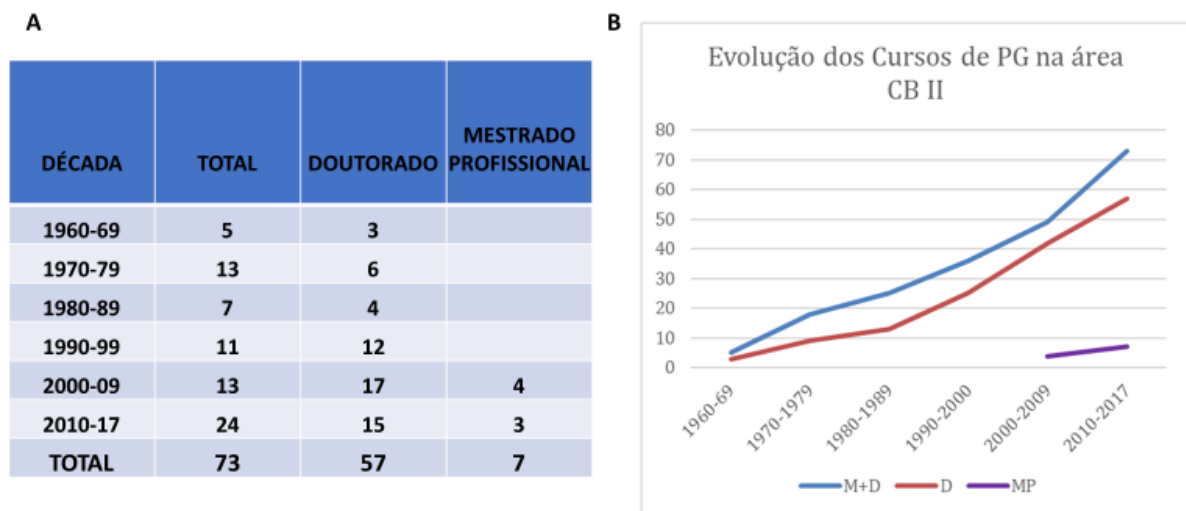 A
DÉCADA TOTAL DOUTORADO MESTRADO PROFISSIONAL
1960-69 5 3
1970-79 13 6
1980-89 7 4
1990-99 11 12
2000-09 13 17 4
2010-17 24 15 3
TOTAL 73 57 7
B
Evolução dos Cursos de PG na área
CB II
80
70
60
50
40
30
20
10
0
1960-69
1970-1979
1980-1989
1990-2000
2000-2009
2010-2017
M+D D MP